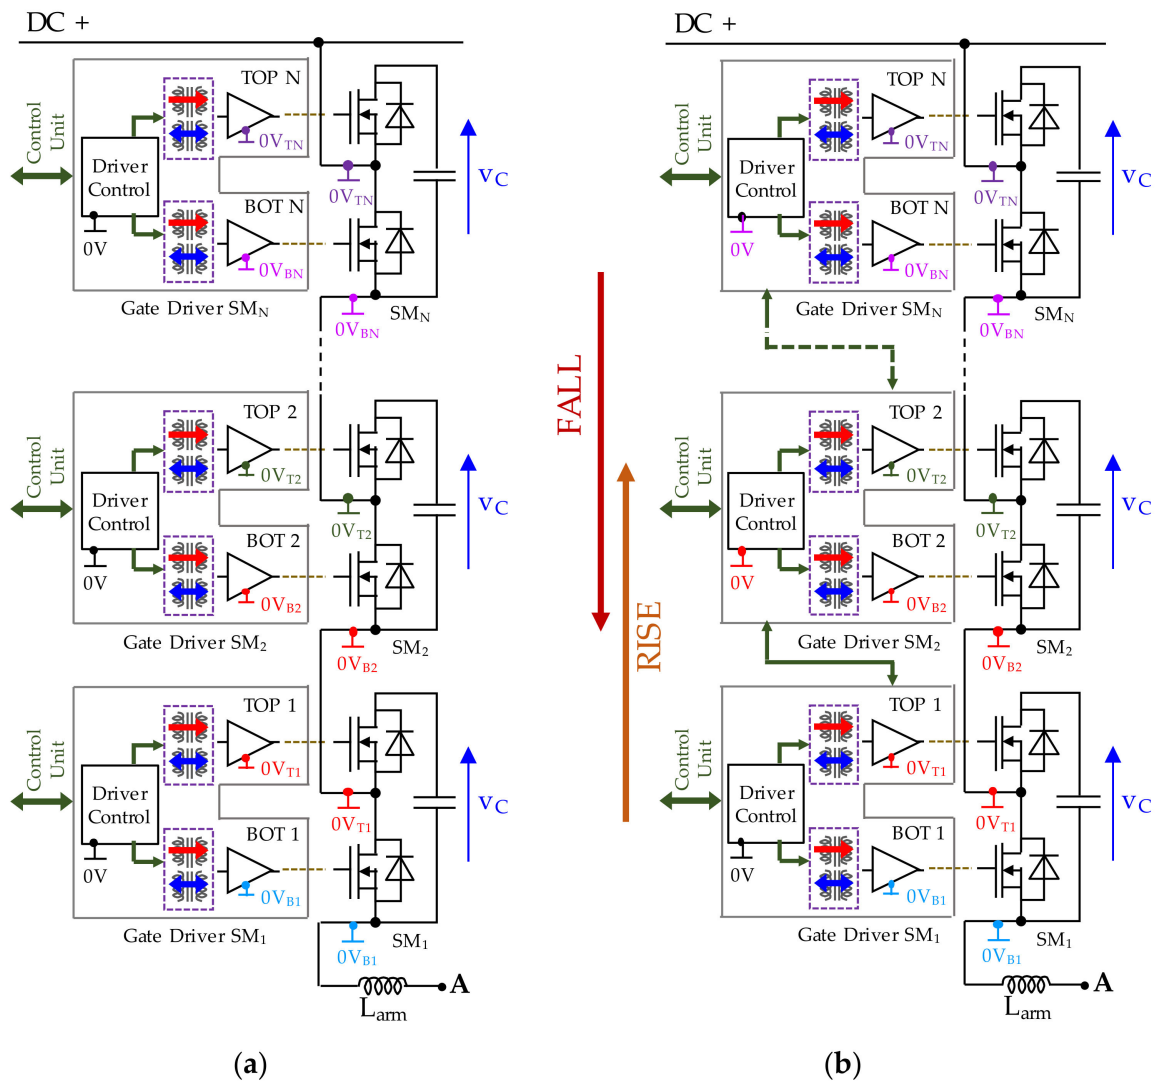 DC +
TOP N
Control
Unit
0V_TN
Driver
Control
0V_TN
v_C
BOT N
0V
0V_BN
Gate Driver SM_N
SM_N
0V_BN
TOP 2
Control
Unit
0V_T2
Driver
Control
0V_T2
v_C
BOT 2
0V
0V_B2
Gate Driver SM_2
SM_2
0V_B2
TOP 1
Control
Unit
0V_T1
Driver
Control
0V_T1
v_C
BOT 1
0V
0V_B1
Gate Driver SM_1
SM_1
0V_B1
A
L_arm
(a)
FALL
RISE
DC +
TOP N
Control
Unit
0V_TN
Driver
Control
0V_TN
v_C
BOT N
0V
0V_BN
Gate Driver SM_N
SM_N
0V_BN
TOP 2
Control
Unit
0V_T2
Driver
Control
0V_T2
v_C
BOT 2
0V
0V_B2
Gate Driver SM_2
SM_2
0V_B2
TOP 1
Control
Unit
0V_T1
Driver
Control
0V_T1
v_C
BOT 1
0V
0V_B1
Gate Driver SM_1
SM_1
0V_B1
A
L_arm
(b)